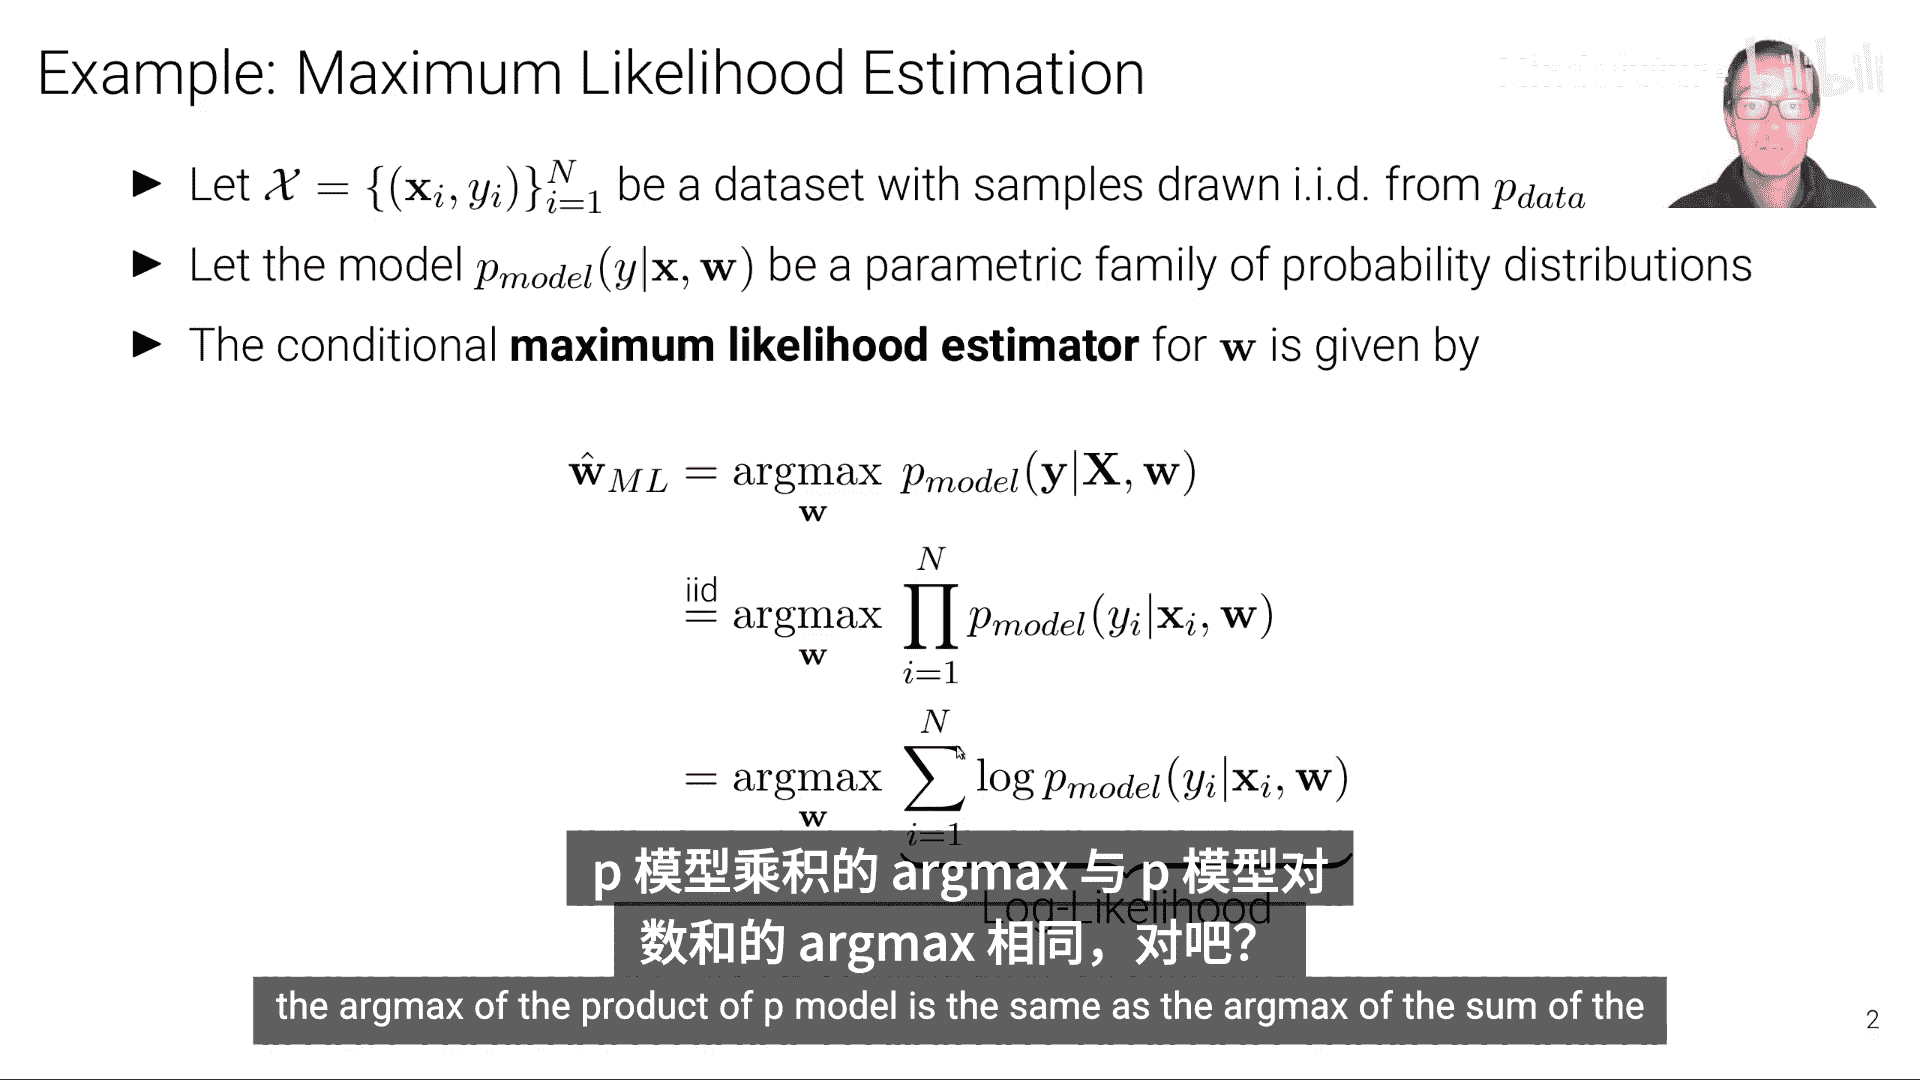 Example: Maximum Likelihood Estimation
bilibili
► Let 𝒳 = {(𝐱ᵢ, yᵢ)}ᵢ₌₁ᴺ be a dataset with samples drawn i.i.d. from p_data
► Let the model p_model(y|𝐱, 𝐰) be a parametric family of probability distributions
► The conditional maximum likelihood estimator for 𝐰 is given by
ŵ_ML = argmax_𝐰 p_model(𝐲|𝐗, 𝐰)
iid = argmax_𝐰 ∏ᵢ₌₁ᴺ p_model(yᵢ|𝐱ᵢ, 𝐰)
= argmax_𝐰 ∑ᵢ₌₁ᴺ log p_model(yᵢ|𝐱ᵢ, 𝐰)
Log-Likelihood
p 模型乘积的 argmax 与 p 模型对
数和的 argmax 相同，对吧？
the argmax of the product of p model is the same as the argmax of the sum of the
2